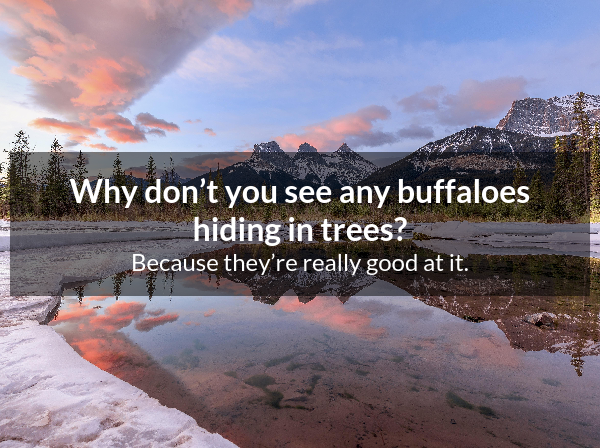 Why don’t you see any buffaloes
hiding in trees?
Because they’re really good at it.